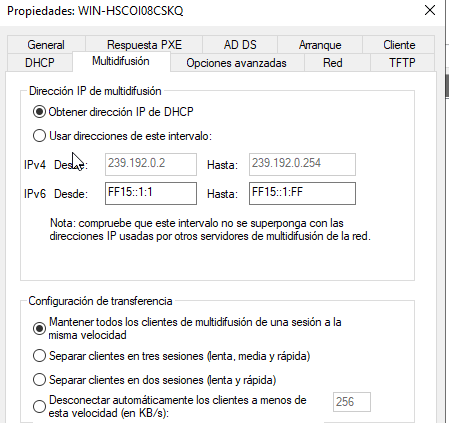 Propiedades: WIN-HSCOI08CSKQ
General Respuesta PXE AD DS Arranque Cliente
DHCP Multidifusión Opciones avanzadas Red TFTP
Dirección IP de multidifusión
Obtener dirección IP de DHCP
Usar direcciones de este intervalo:
IPv4 Desde: 239.192.0.2 Hasta: 239.192.0.254
IPv6 Desde: FF15::1:1 Hasta: FF15::1:FF
Nota: compruebe que este intervalo no se superponga con las
direcciones IP usadas por otros servidores de multidifusión de la red.
Configuración de transferencia
Mantener todos los clientes de multidifusión de una sesión a la
misma velocidad
Separar clientes en tres sesiones (lenta, media y rápida)
Separar clientes en dos sesiones (lenta y rápida)
Desconectar automáticamente los clientes a menos de 256
esta velocidad (en KB/s):